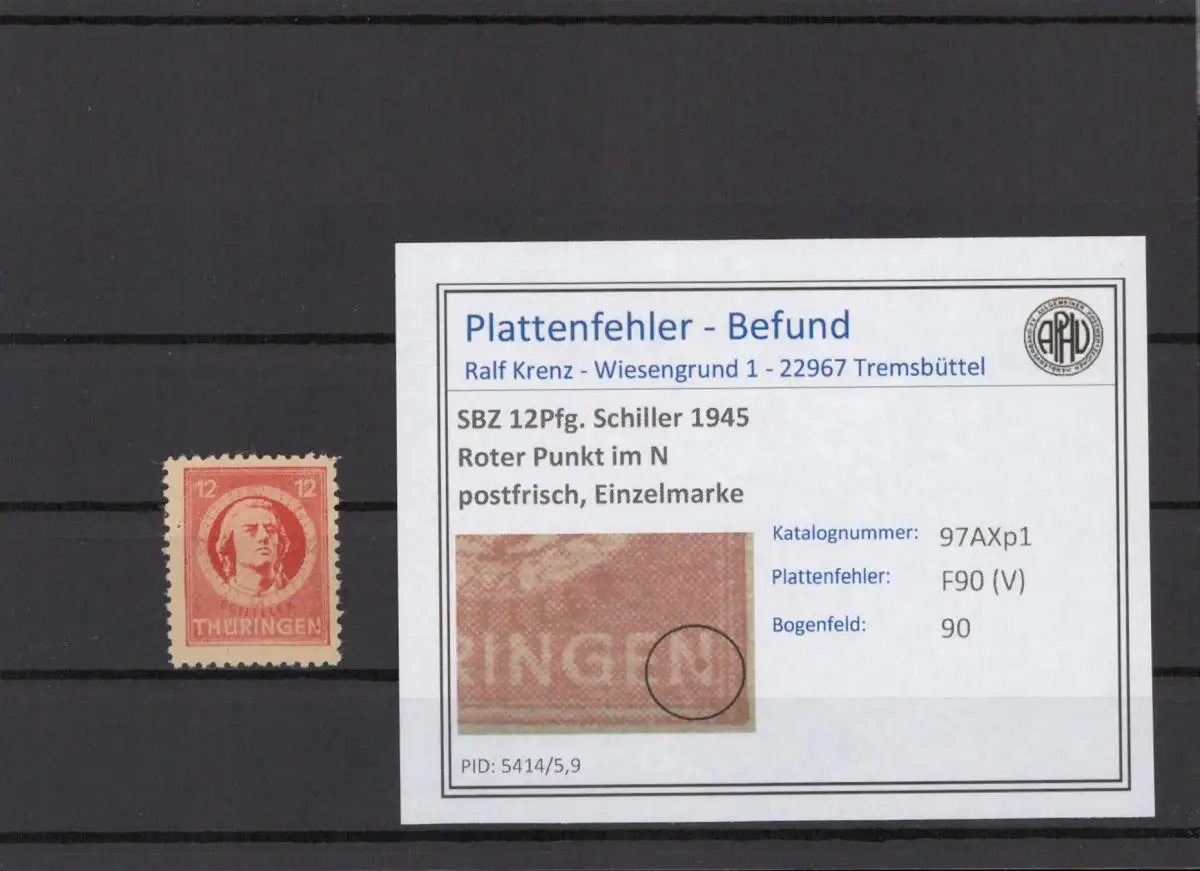 12 12
SCHILLER
THÜRINGEN
Plattenfehler - Befund
Ralf Krenz - Wiesengrund 1 - 22967 Tremsbüttel
APHV
SBZ 12Pfg. Schiller 1945
Roter Punkt im N
postfrisch, Einzelmarke
RINGEN
Katalognummer: 97AXp1
Plattenfehler: F90 (V)
Bogenfeld: 90
PID: 5414/5,9